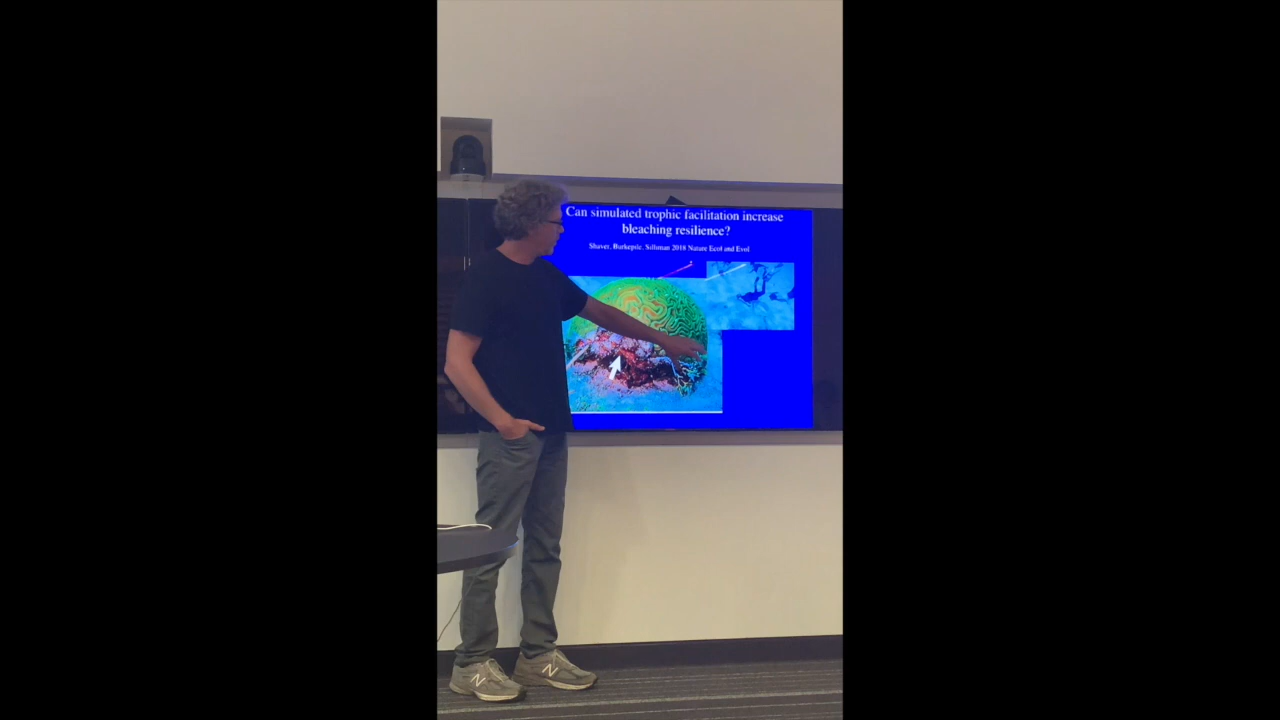 Can simulated trophic facilitation increase
bleaching resilience?
Shaver, Burkepile, Silliman 2018 Nature Ecol and Evol
N
N